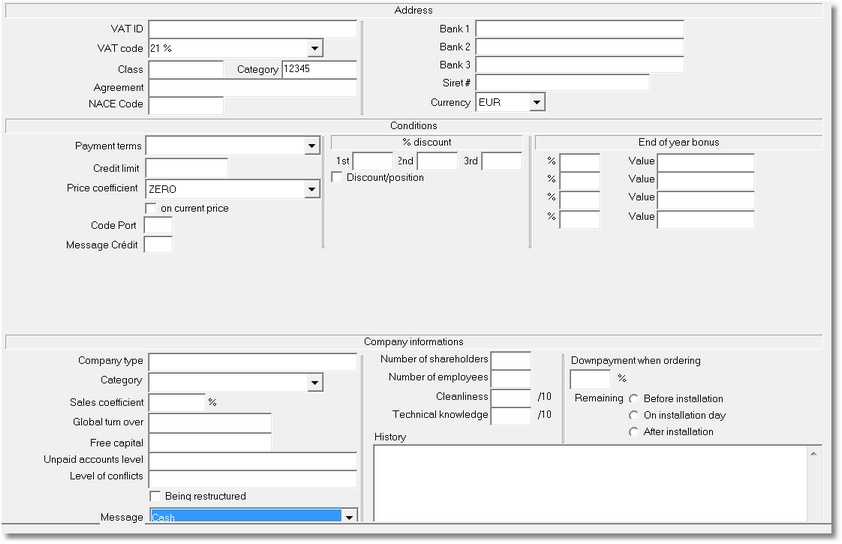 Address
VAT ID
VAT code 21 %
Class Category 12345
Agreement
NACE Code
Bank 1
Bank 2
Bank 3
Siret #
Currency EUR
Conditions
Payment terms
Credit limit
Price coefficient ZERO
on current price
Code Port
Message Crédit
% discount
1st 2nd 3rd
Discount/position
End of year bonus
% Value
% Value
% Value
% Value
Company informations
Company type
Category
Sales coefficient %
Global turn over
Free capital
Unpaid accounts level
Level of conflicts
Being restructured
Message Cash
Number of shareholders
Number of employees
Cleanliness /10
Technical knowledge /10
History
Downpayment when ordering
%
Remaining Before installation
On installation day
After installation